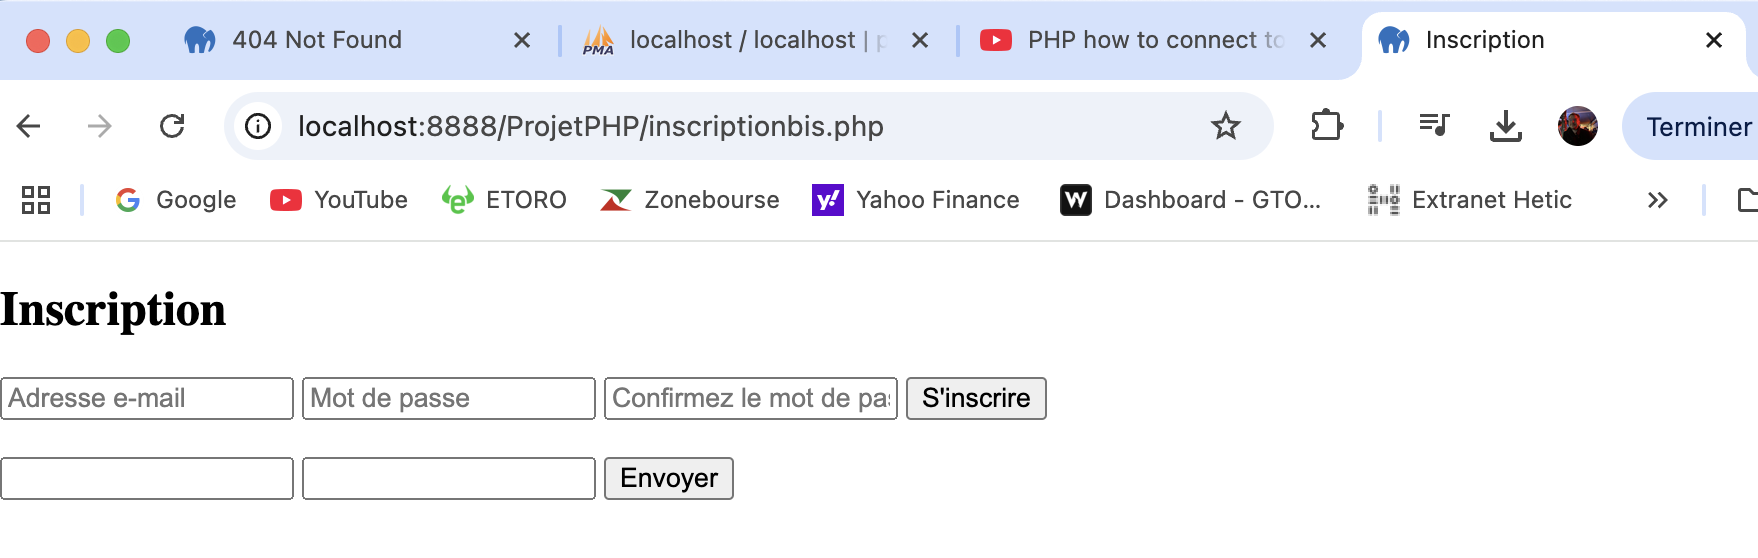 404 Not Found
PMA localhost / localhost | p
PHP how to connect to
Inscription
localhost:8888/ProjetPHP/inscriptionbis.php
Terminer
Google
YouTube
ETORO
Zonebourse
y! Yahoo Finance
W Dashboard - GTO...
Extranet Hetic
Inscription
Adresse e-mail
Mot de passe
Confirmez le mot de pas
S'inscrire
Envoyer